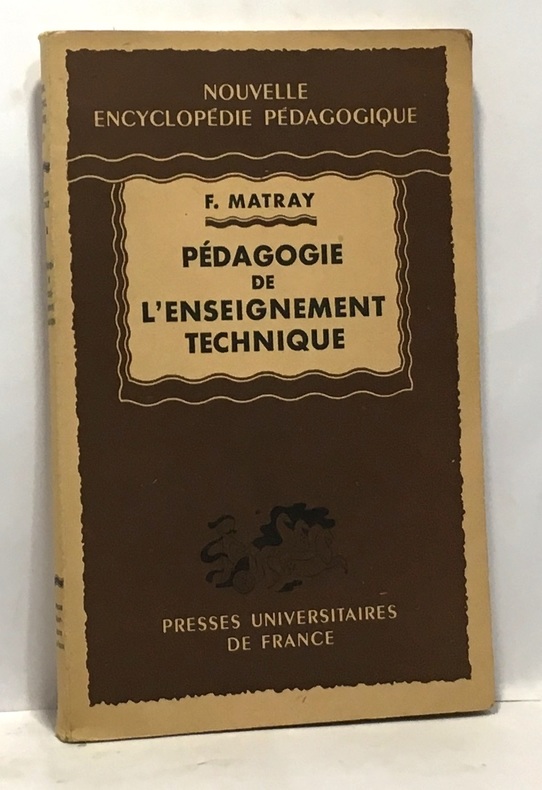 NOUVELLE
ENCYCLOPÉDIE PÉDAGOGIQUE
F. MATRAY
PÉDAGOGIE
DE
L'ENSEIGNEMENT
TECHNIQUE
PRESSES UNIVERSITAIRES
DE FRANCE